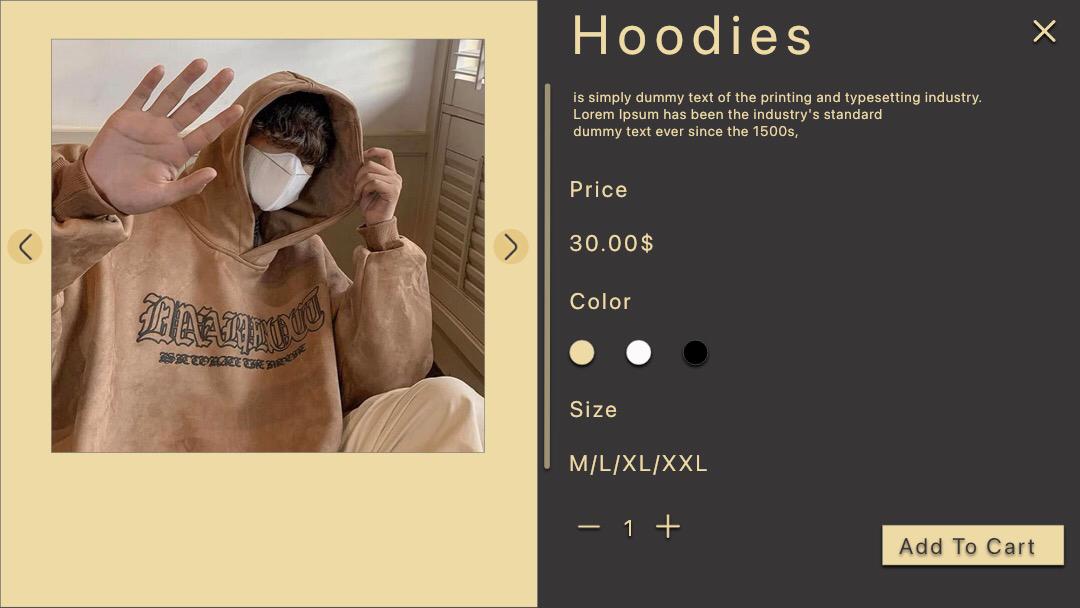 Hoodies
is simply dummy text of the printing and typesetting industry.
Lorem Ipsum has been the industry's standard
dummy text ever since the 1500s,
Price
30.00$
Color
Size
M/L/XL/XXL
1
Add To Cart